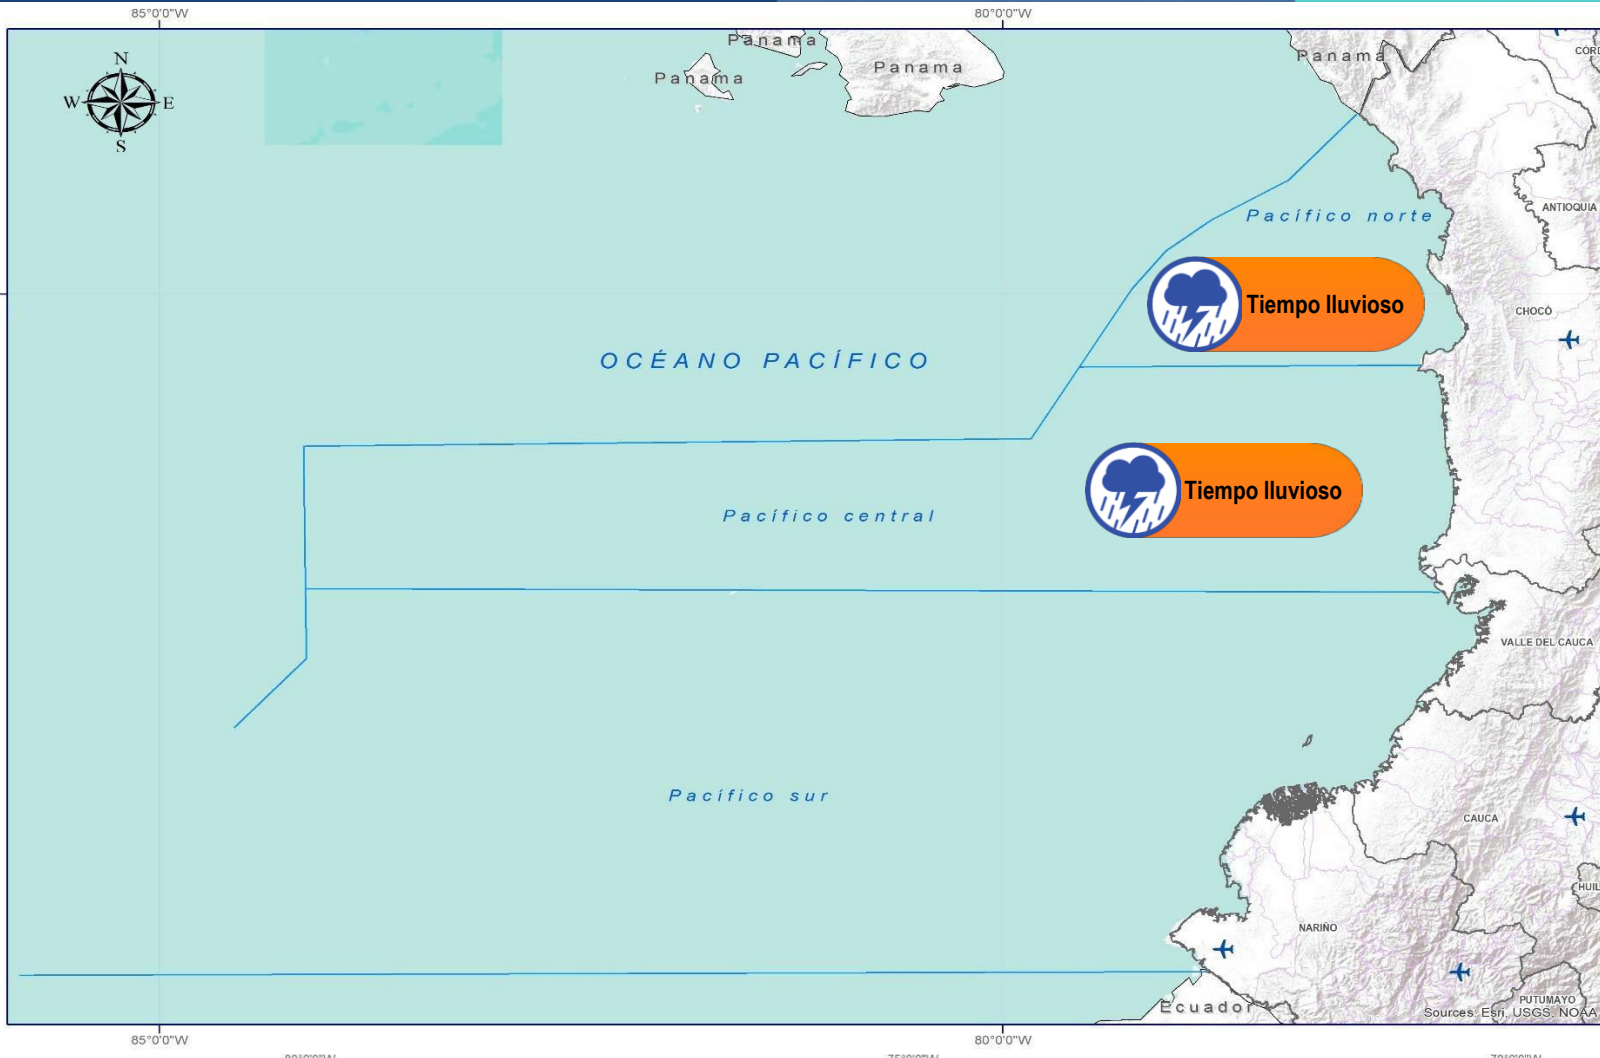 85°0'0"W
80°0'0"W
N
W
E
S
Panama
Panama
Panama
Panama
Pacífico norte
ANTIOQUIA
Tiempo lluvioso
CHOCÓ
OCÉANO PACÍFICO
Tiempo lluvioso
Pacífico central
VALLE DEL CAUCA
Pacífico sur
CAUCA
NARIÑO
PUTUMAYO
Ecuador
Sources: Esri, USGS, NOAA
85°0'0"W
80°0'0"W